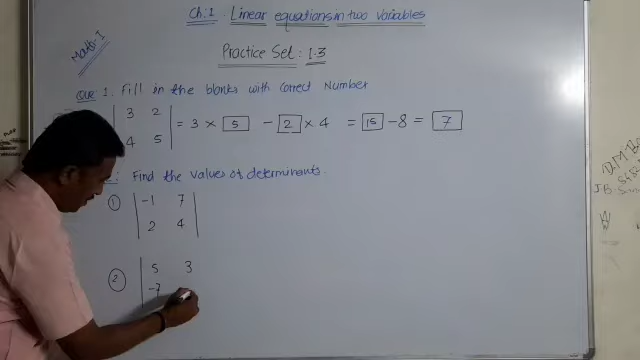 Ch:1 Linear equations in two variables
Math-I
Practice Set: 1.3
Que: 1. Fill in the blanks with correct Number
3 2
4 5
= 3 × 5 - 2 × 4 = 15 - 8 = 7
: Find the values of determinants.
① -1 7
2 4
② 5 3
-7